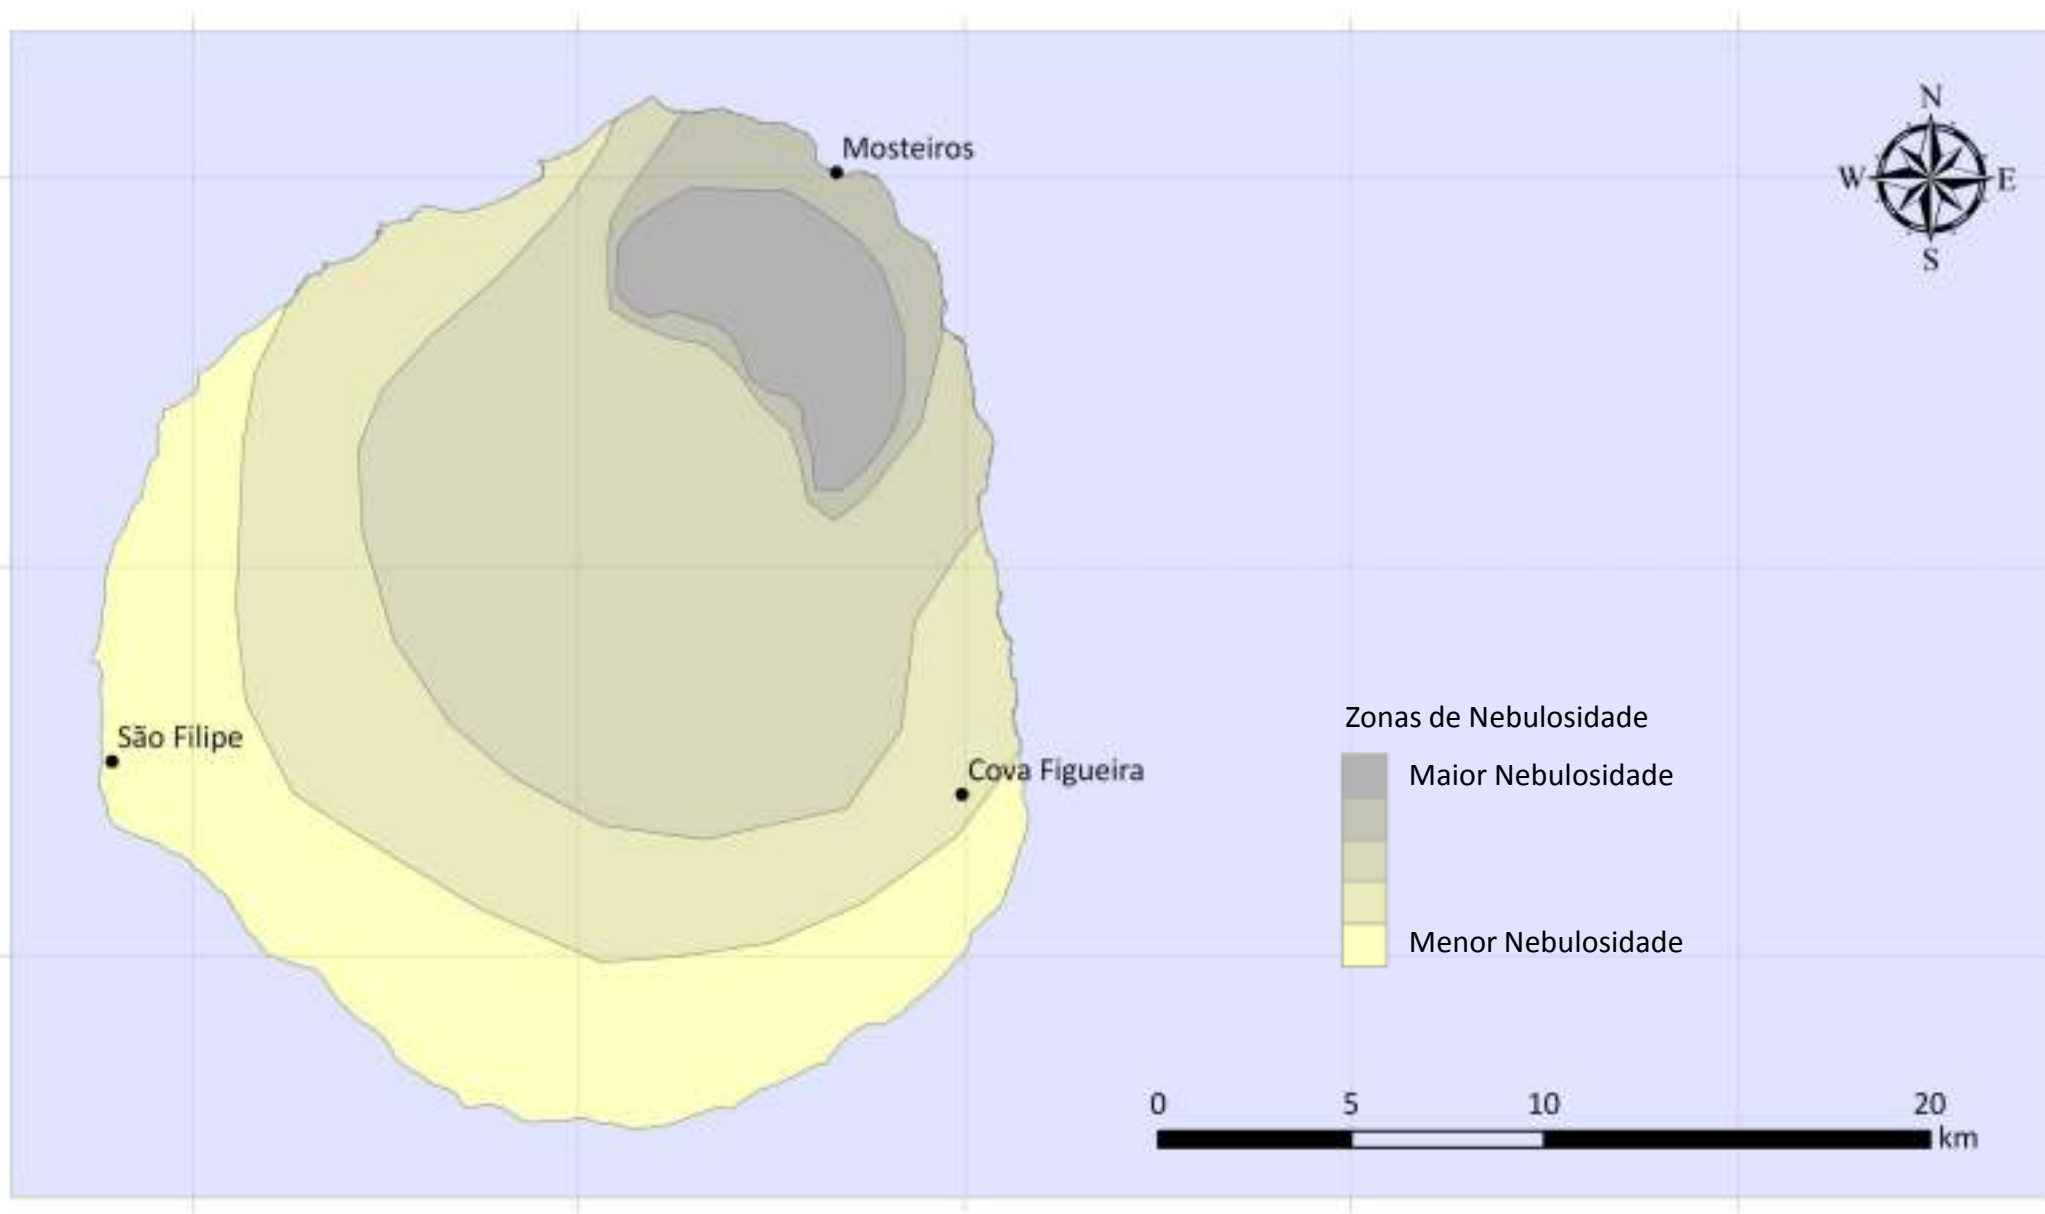 N
Mosteiros
W
E
S
Zonas de Nebulosidade
São Filipe
Cova Figueira
Maior Nebulosidade
Menor Nebulosidade
0 5 10 20
km